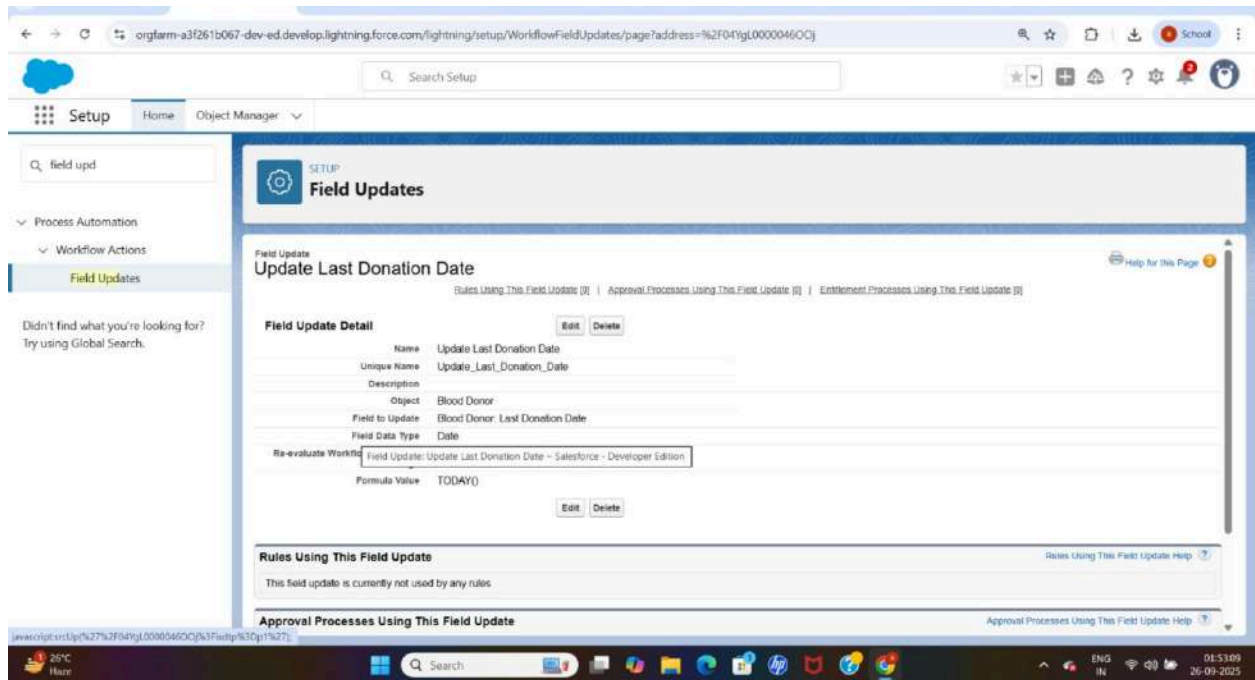 orgfarm-a3f261b067-dev-ed.develop.lightning.force.com/lightning/setup/WorkflowFieldUpdates/page?address=%2F04YgL0000046OOj
School
Search Setup
2
Setup Home Object Manager
field upd
SETUP
Field Updates
Process Automation
Workflow Actions
Field Updates
Didn't find what you're looking for?
Try using Global Search.
Field Update
Update Last Donation Date
Help for this Page
Rules Using This Field Update [0] | Approval Processes Using This Field Update [0] | Entitlement Processes Using This Field Update [0]
Field Update Detail Edit Delete
Name Update Last Donation Date
Unique Name Update_Last_Donation_Date
Description
Object Blood Donor
Field to Update Blood Donor: Last Donation Date
Field Data Type Date
Re-evaluate
Field Update: Update Last Donation Date ~ Salesforce - Developer Edition
Formula Value TODAY()
Edit Delete
Rules Using This Field Update
Rules Using This Field Update Help ?
This field update is currently not used by any rules
Approval Processes Using This Field Update
Approval Processes Using This Field Update Help ?
26°C
Haze
Search
ENG
IN
01:53:09
26-09-2025